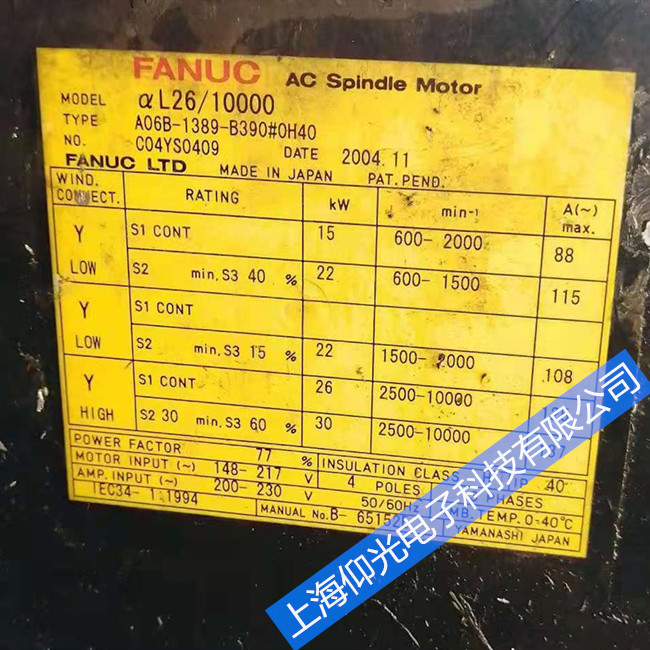 FANUC AC Spindle Motor
MODEL αL26/10000
TYPE A06B-1389-B390#0H40
NO. C04YS0409 DATE 2004.11
FANUC LTD MADE IN JAPAN PAT.PEND.
WIND. CONNECT. RATING kW min-1 A(~) max.
Y LOW S1 CONT 15 600-2000 88
S2 min, S3 40 % 22 600-1500 115
Y LOW S1 CONT
S2 min, S3 15 % 22 1500-2000 108
Y HIGH S1 CONT 26 2500-10000
S2 30 min, S3 60 % 30 2500-10000
POWER FACTOR 77 % INSULATION CLASS IP 40
MOTOR INPUT (~) 148-217 V 4 POLES PHASES
AMP. INPUT (~) 200-230 V 50/60Hz AMB. TEMP. 0-40°C
IEC34-1:1994 MANUAL No.B-65152 YAMANASHI JAPAN
上海仰光电子科技有限公司